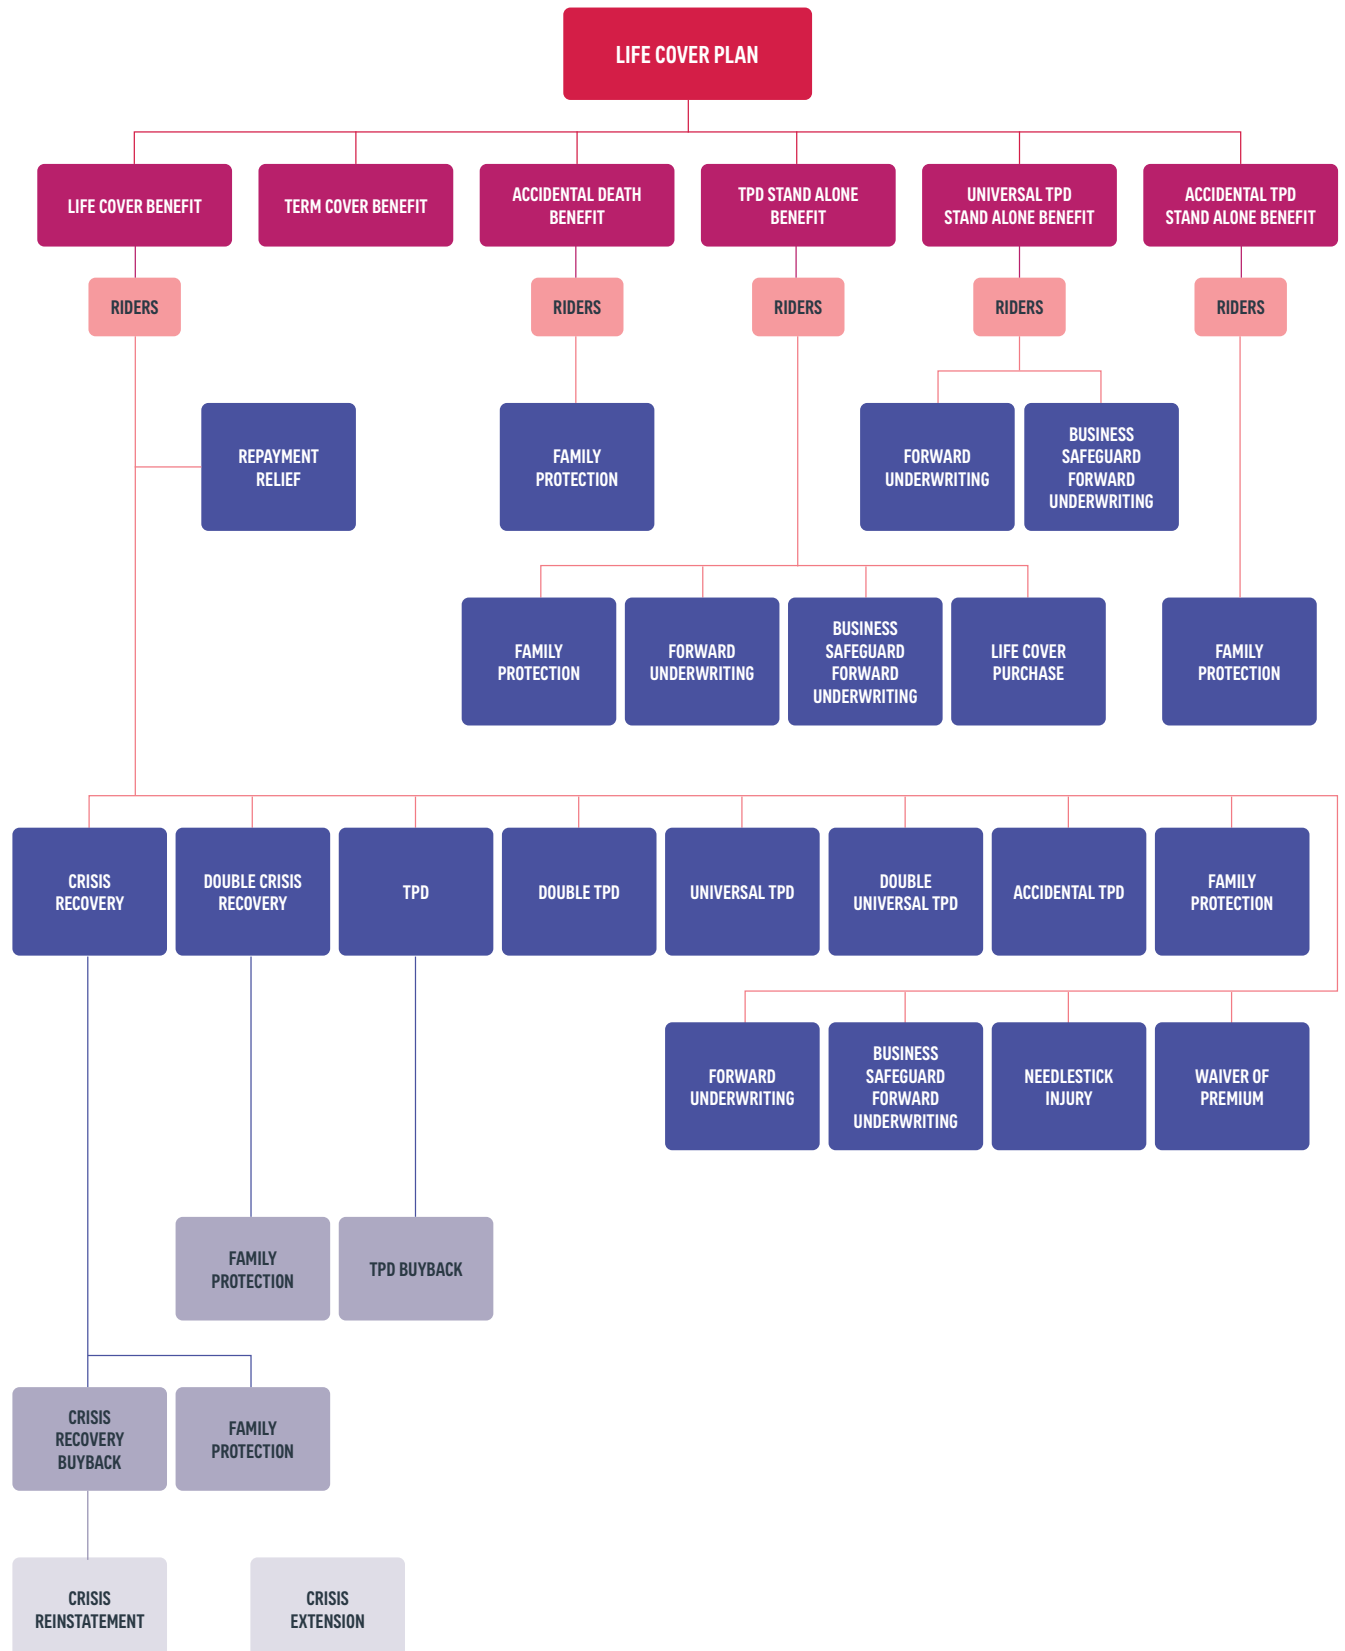 LIFE COVER PLAN
LIFE COVER BENEFIT
TERM COVER BENEFIT
ACCIDENTAL DEATH
BENEFIT
TPD STAND ALONE
BENEFIT
UNIVERSAL TPD
STAND ALONE BENEFIT
ACCIDENTAL TPD
STAND ALONE BENEFIT
RIDERS
RIDERS
RIDERS
RIDERS
RIDERS
REPAYMENT
RELIEF
FAMILY
PROTECTION
FORWARD
UNDERWRITING
BUSINESS
SAFEGUARD
FORWARD
UNDERWRITING
FAMILY
PROTECTION
FORWARD
UNDERWRITING
BUSINESS
SAFEGUARD
FORWARD
UNDERWRITING
LIFE COVER
PURCHASE
FAMILY
PROTECTION
CRISIS
RECOVERY
DOUBLE CRISIS
RECOVERY
TPD
DOUBLE TPD
UNIVERSAL TPD
DOUBLE
UNIVERSAL TPD
ACCIDENTAL TPD
FAMILY
PROTECTION
FORWARD
UNDERWRITING
BUSINESS
SAFEGUARD
FORWARD
UNDERWRITING
NEEDLESTICK
INJURY
WAIVER OF
PREMIUM
FAMILY
PROTECTION
TPD BUYBACK
CRISIS
RECOVERY
BUYBACK
FAMILY
PROTECTION
CRISIS
REINSTATEMENT
CRISIS
EXTENSION